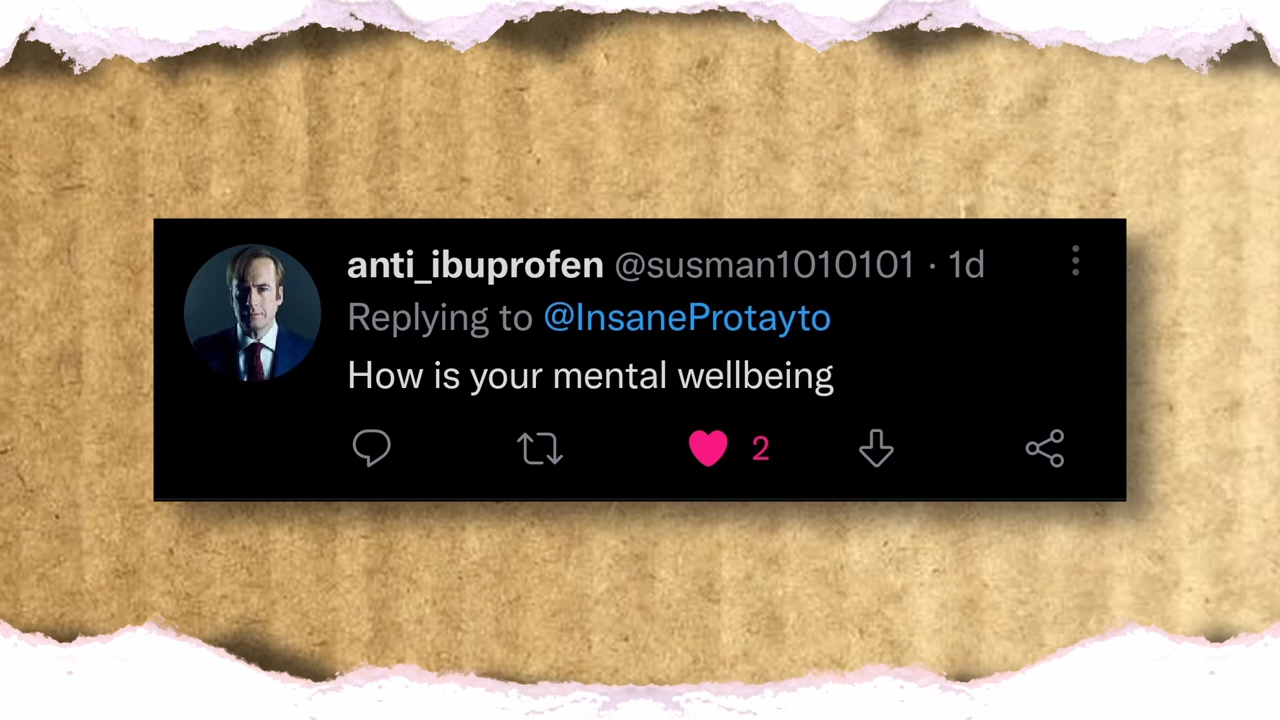 anti_ibuprofen @susman1010101 · 1d
Replying to @InsaneProtayto
How is your mental wellbeing
2